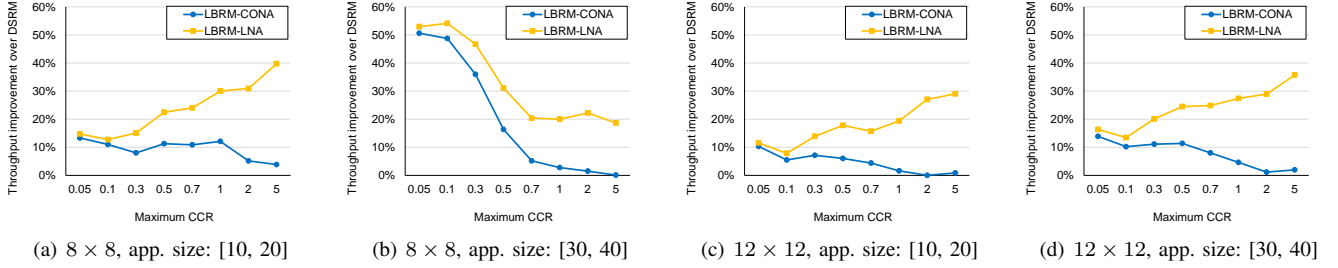 Throughput improvement over DSRM
60%
50%
40%
30%
20%
10%
0%
LBRM-CONA
LBRM-LNA
0.05 0.1 0.3 0.5 0.7 1 2 5
Maximum CCR
(a) 8 × 8, app. size: [10, 20]
Throughput improvement over DSRM
60%
50%
40%
30%
20%
10%
0%
LBRM-CONA
LBRM-LNA
0.05 0.1 0.3 0.5 0.7 1 2 5
Maximum CCR
(b) 8 × 8, app. size: [30, 40]
Throughput improvement over DSRM
60%
50%
40%
30%
20%
10%
0%
LBRM-CONA
LBRM-LNA
0.05 0.1 0.3 0.5 0.7 1 2 5
Maximum CCR
(c) 12 × 12, app. size: [10, 20]
Throughput improvement over DSRM
60%
50%
40%
30%
20%
10%
0%
LBRM-CONA
LBRM-LNA
0.05 0.1 0.3 0.5 0.7 1 2 5
Maximum CCR
(d) 12 × 12, app. size: [30, 40]